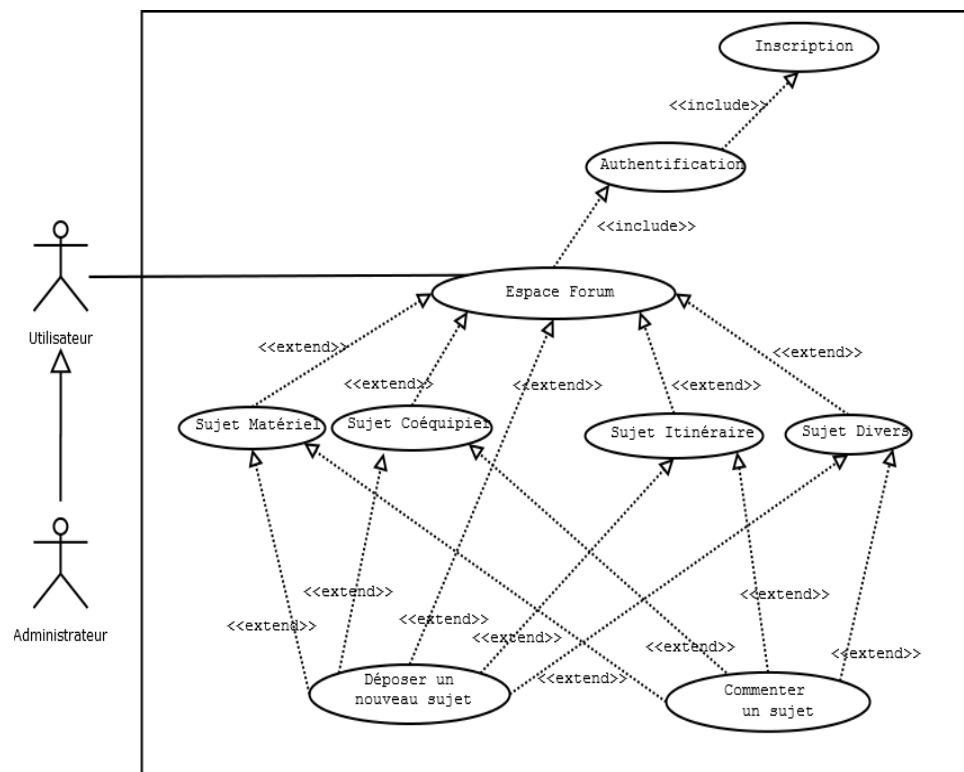 Inscription
<<include>>
Authentification
<<include>>
Espace Forum
Utilisateur
<<extend>>
<<extend>>
<<extend>>
<<extend>>
<<extend>>
Sujet Matériel
Sujet Coéquipier
Sujet Itinéraire
Sujet Divers
Administrateur
<<extend>>
<<extend>>
<<extend>>
<<extend>>
<<extend>>
<<extend>>
<<extend>>
<<extend>>
Déposer un
nouveau sujet
Commenter
un sujet